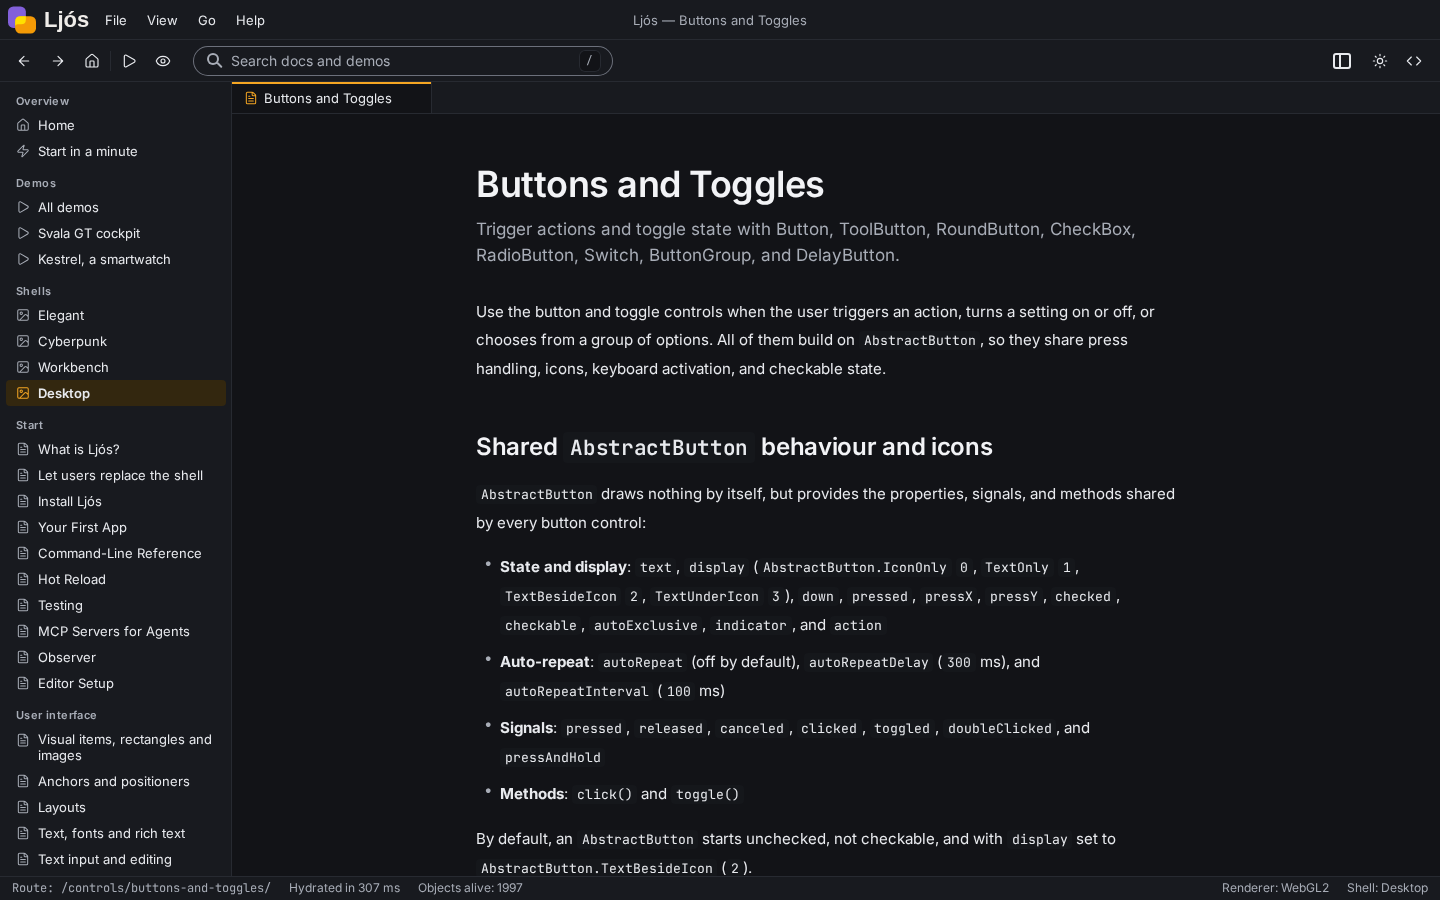 Ljós File View Go Help
Ljós — Buttons and Toggles
Search docs and demos /
Overview
Home
Start in a minute
Demos
All demos
Svala GT cockpit
Kestrel, a smartwatch
Shells
Elegant
Cyberpunk
Workbench
Desktop
Start
What is Ljós?
Let users replace the shell
Install Ljós
Your First App
Command-Line Reference
Hot Reload
Testing
MCP Servers for Agents
Observer
Editor Setup
User interface
Visual items, rectangles and
images
Anchors and positioners
Layouts
Text, fonts and rich text
Text input and editing
Buttons and Toggles
Buttons and Toggles
Trigger actions and toggle state with Button, ToolButton, RoundButton, CheckBox,
RadioButton, Switch, ButtonGroup, and DelayButton.
Use the button and toggle controls when the user triggers an action, turns a setting on or off, or
chooses from a group of options. All of them build on AbstractButton, so they share press
handling, icons, keyboard activation, and checkable state.
Shared AbstractButton behaviour and icons
AbstractButton draws nothing by itself, but provides the properties, signals, and methods shared
by every button control:
• State and display: text, display (AbstractButton.IconOnly 0, TextOnly 1,
TextBesideIcon 2, TextUnderIcon 3), down, pressed, pressX, pressY, checked,
checkable, autoExclusive, indicator, and action
• Auto-repeat: autoRepeat (off by default), autoRepeatDelay (300 ms), and
autoRepeatInterval (100 ms)
• Signals: pressed, released, canceled, clicked, toggled, doubleClicked, and
pressAndHold
• Methods: click() and toggle()
By default, an AbstractButton starts unchecked, not checkable, and with display set to
AbstractButton.TextBesideIcon (2).
Route: /controls/buttons-and-toggles/ Hydrated in 307 ms Objects alive: 1997
Renderer: WebGL2 Shell: Desktop